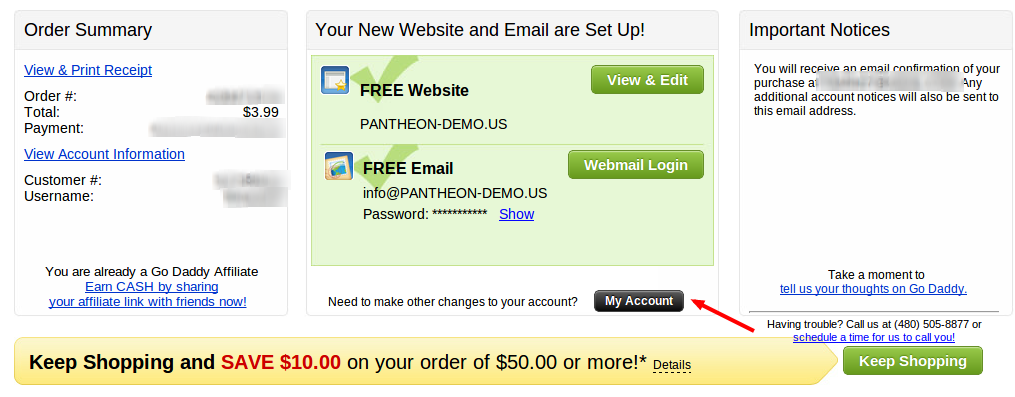 Order Summary
View & Print Receipt
Order #:
Total: $3.99
Payment:
View Account Information
Customer #:
Username:
You are already a Go Daddy Affiliate
Earn CASH by sharing
your affiliate link with friends now!
Your New Website and Email are Set Up!
FREE Website
View & Edit
PANTHEON-DEMO.US
FREE Email
Webmail Login
info@PANTHEON-DEMO.US
Password: *********** Show
Need to make other changes to your account? My Account
Important Notices
You will receive an email confirmation of your
purchase at Any
additional account notices will also be sent to
this email address.
Take a moment to
tell us your thoughts on Go Daddy.
Having trouble? Call us at (480) 505-8877 or
schedule a time for us to call you!
Keep Shopping and SAVE $10.00 on your order of $50.00 or more!* Details
Keep Shopping